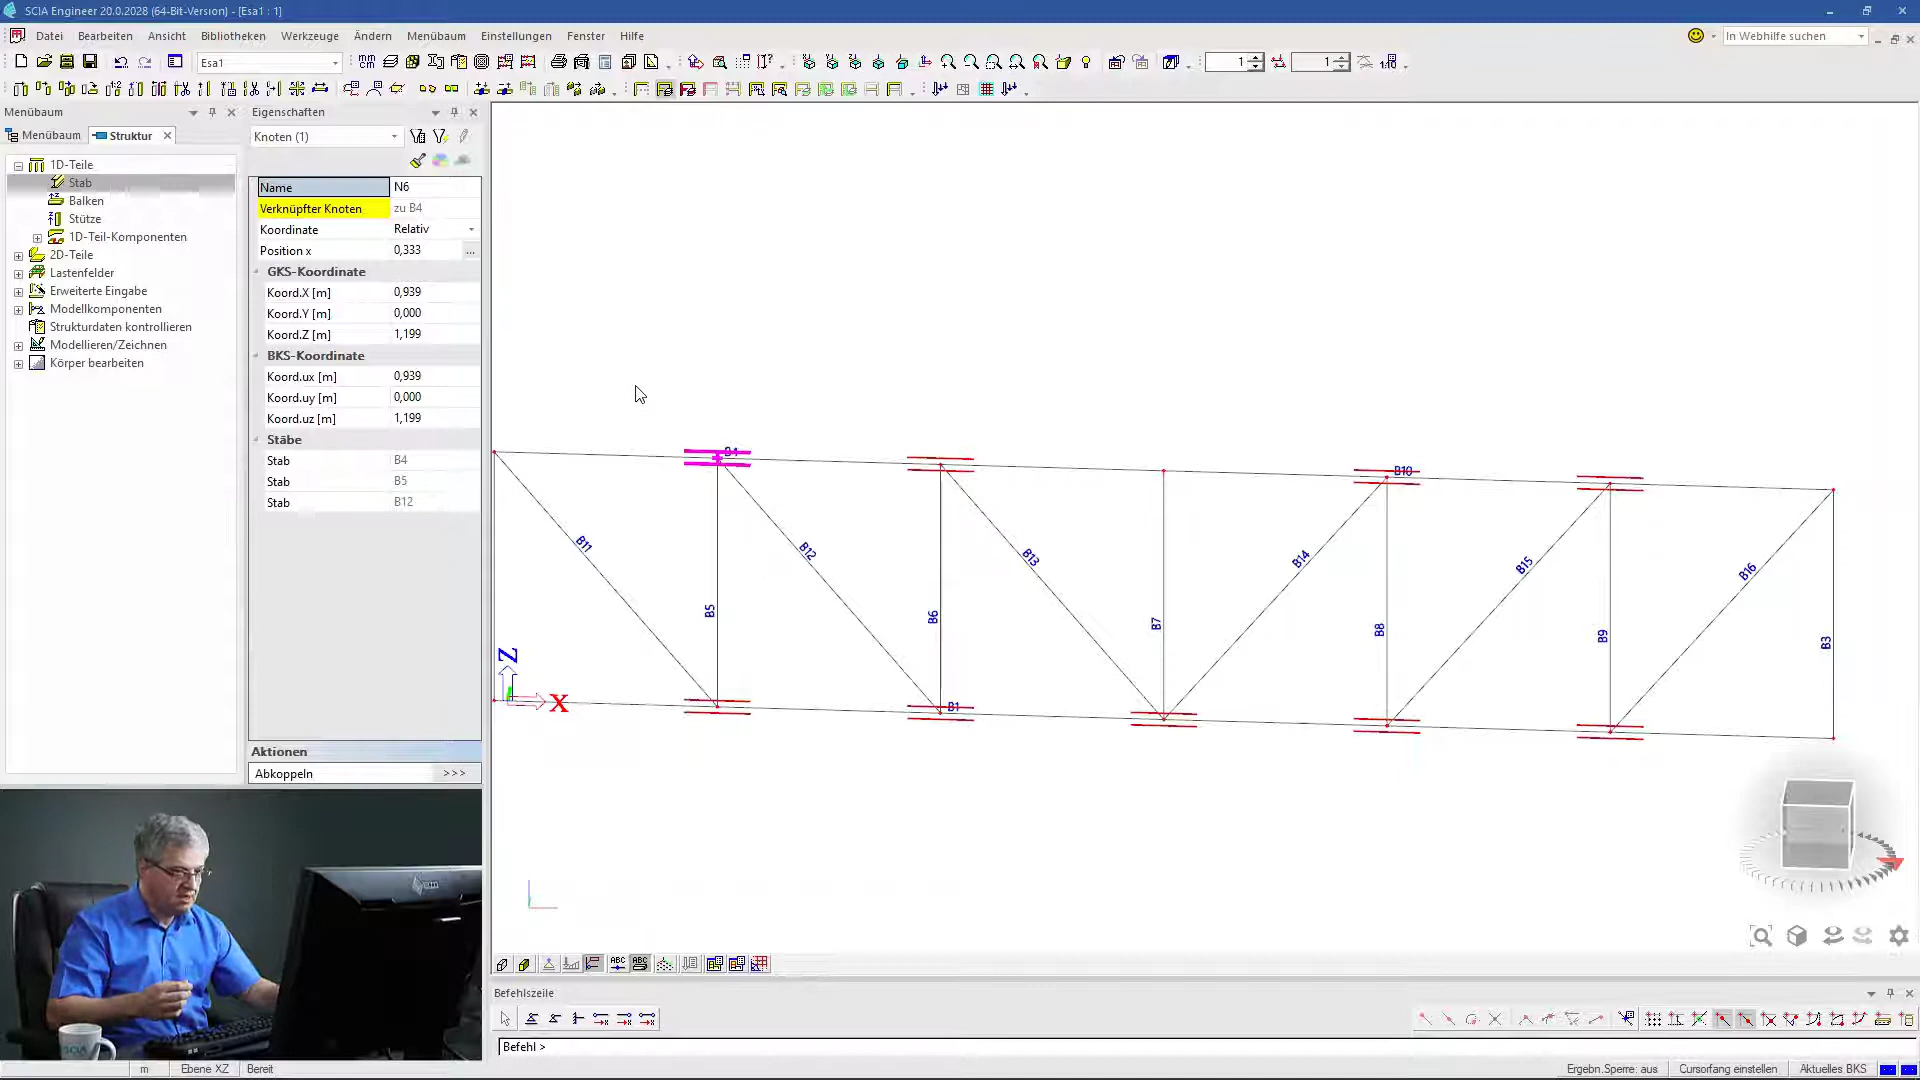 SCIA Engineer 20.0.2028 (64-Bit-Version) - [Esa1 : 1]
Datei Bearbeiten Ansicht Bibliotheken Werkzeuge Ändern Menübaum Einstellungen Fenster Hilfe
In Webhilfe suchen
Esa1
1
1
Menübaum
Menübaum Struktur
1D-Teile
Stab
Balken
Stütze
1D-Teil-Komponenten
2D-Teile
Lastenfelder
Erweiterte Eingabe
Modellkomponenten
Strukturdaten kontrollieren
Modellieren/Zeichnen
Körper bearbeiten
Eigenschaften
Knoten (1)
Name N6
Verknüpfter Knoten zu B4
Koordinate Relativ
Position x 0,333 ...
GKS-Koordinate
Koord.X [m] 0,939
Koord.Y [m] 0,000
Koord.Z [m] 1,199
BKS-Koordinate
Koord.ux [m] 0,939
Koord.uy [m] 0,000
Koord.uz [m] 1,199
Stäbe
Stab B4
Stab B5
Stab B12
Aktionen
Abkoppeln >>>
B4
B10
B11
B12
B13
B14
B15
B16
B5
B6
B7
B8
B9
B3
B1
Z
X
ABC
ABC
Befehlszeile
Befehl >
SCIA
m Ebene XZ Bereit
Ergebn.Sperre: aus Cursorfang einstellen Aktuelles BKS